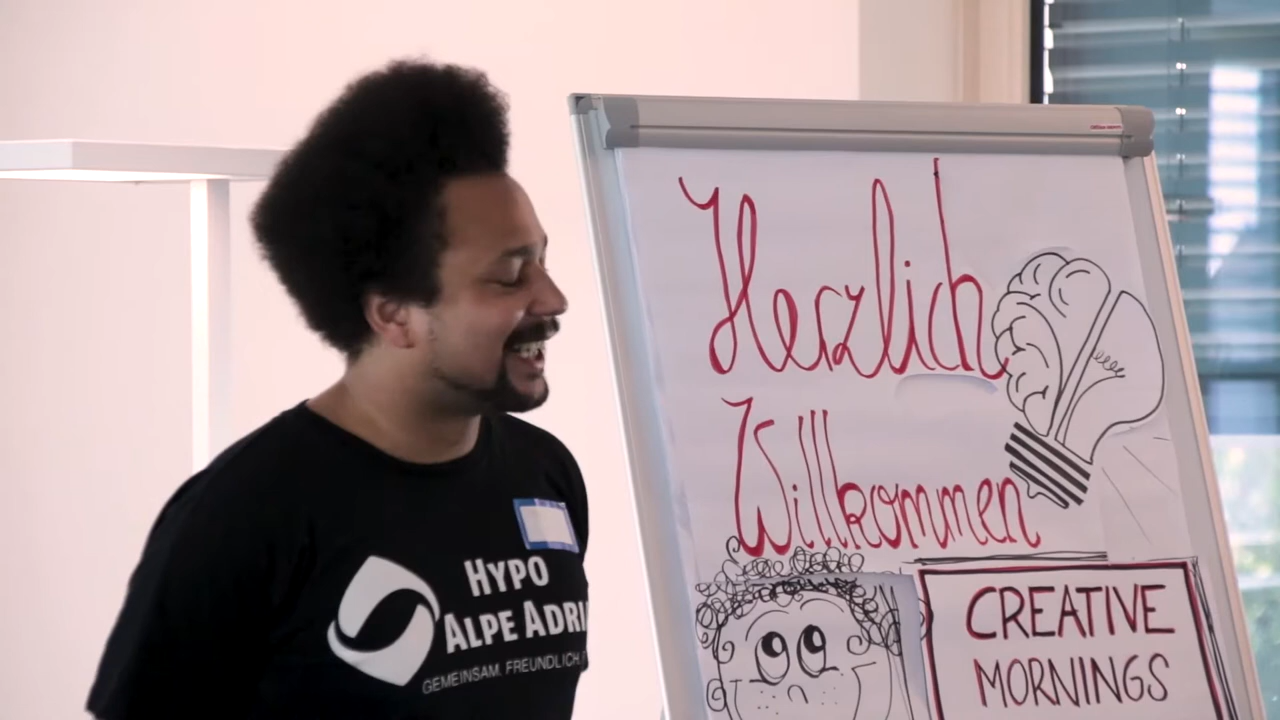 Herzlich
Willkommen
CREATIVE
MORNINGS
HYPO
ALPE ADRI
GEMEINSAM. FREUNDLICH.